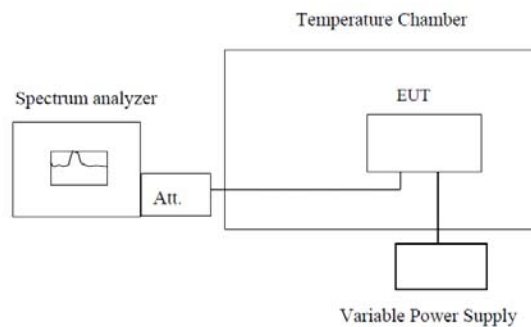 Temperature Chamber
Spectrum analyzer
EUT
Att.
Variable Power Supply